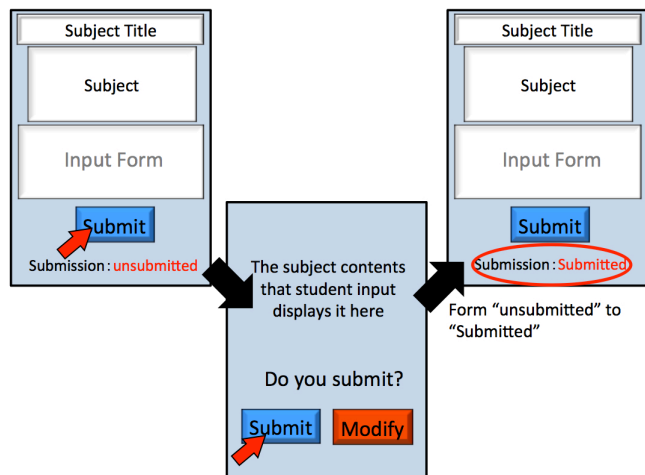 Subject Title
Subject
Input Form
Submit
Submission : unsubmitted
The subject contents
that student input
displays it here
Do you submit?
Submit
Modify
Subject Title
Subject
Input Form
Submit
Submission : Submitted
Form “unsubmitted” to
“Submitted”